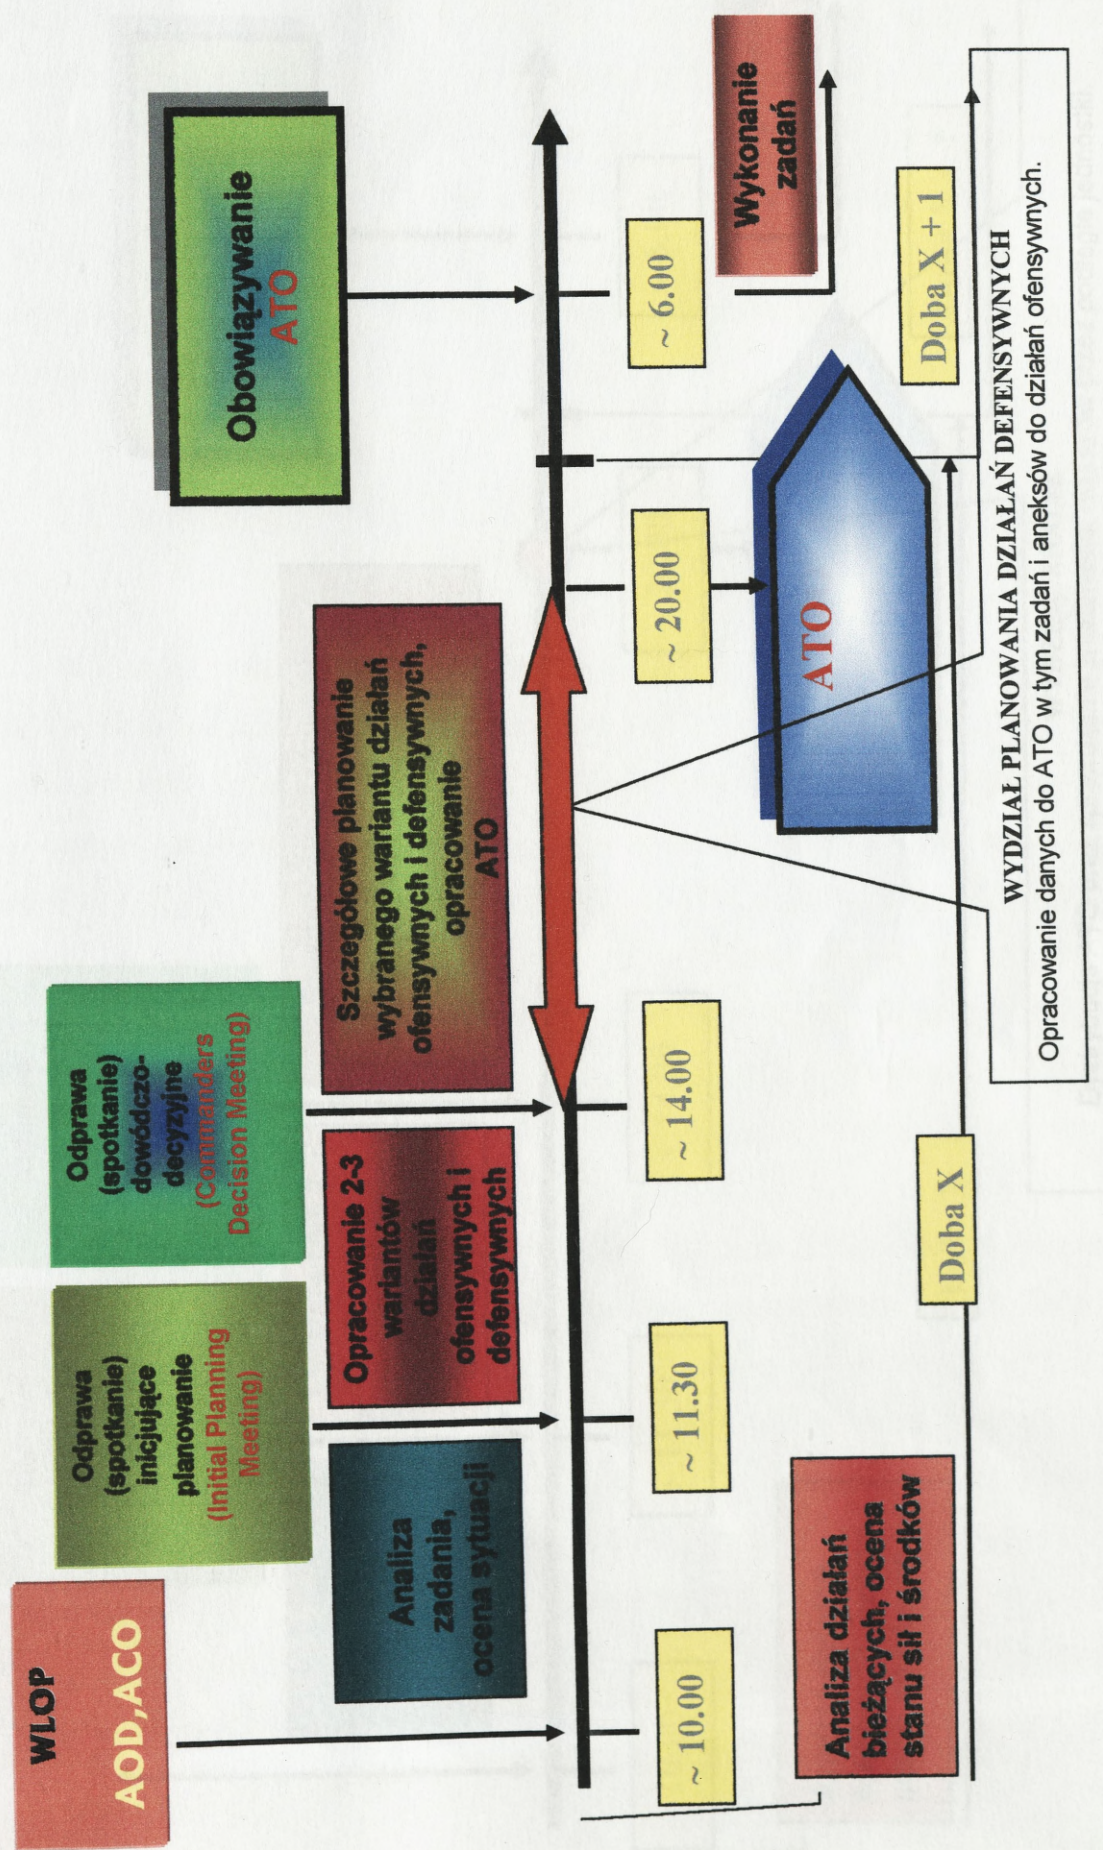 WLOP
AOD,ACO
Odprawa
(spotkanie)
inicjujące
planowanie
(Initial Planning
Meeting)
Odprawa
(spotkanie)
dowódczo-
decyzyjne
(Commanders
Decision Meeting)
Obowiązywanie
ATO
Analiza
zadania,
ocena sytuacji
Opracowanie 2-3
wariantów
działań
ofensywnych i
defensywnych
Szczegółowe planowanie
wybranego wariantu działań
ofensywnych i defensywnych,
opracowanie
ATO
~ 10.00
~ 11.30
~ 14.00
~ 20.00
~ 6.00
Analiza działań
bieżących, ocena
stanu sił i środków
ATO
Wykonanie
zadań
Doba X
Doba X + 1
WYDZIAŁ PLANOWANIA DZIAŁAŃ DEFENSYWNYCH
Opracowanie danych do ATO w tym zadań i aneksów do działań ofensywnych.